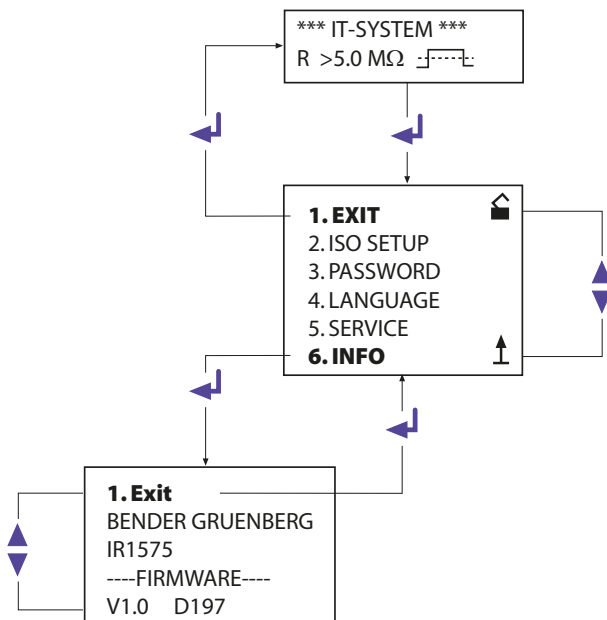 *** IT-SYSTEM ***
R >5.0 MΩ
1. EXIT
2. ISO SETUP
3. PASSWORD
4. LANGUAGE
5. SERVICE
6. INFO
1. Exit
BENDER GRUENBERG
IR1575
----FIRMWARE----
V1.0 D197